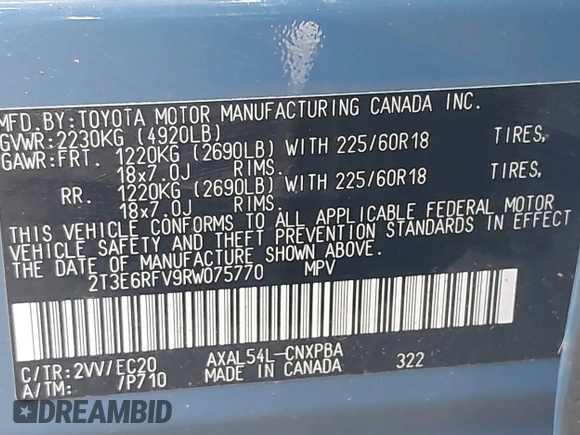 MFD. BY: TOYOTA MOTOR MANUFACTURING CANADA INC.
GVWR: 2230KG (4920LB)
GAWR: FRT. 1220KG (2690LB) WITH 225/60R18 TIRES,
18x7.0J RIMS.
RR. 1220KG (2690LB) WITH 225/60R18 TIRES,
18x7.0J RIMS.
THIS VEHICLE CONFORMS TO ALL APPLICABLE FEDERAL MOTOR
VEHICLE SAFETY AND THEFT PREVENTION STANDARDS IN EFFECT
ON THE DATE OF MANUFACTURE SHOWN ABOVE.
2T3E6RFV9RW075770 MPV
C/TR: 2VV/EC20 AXAL54L-CNXPBA 322
A/TM: /P710 MADE IN CANADA
DREAMBID